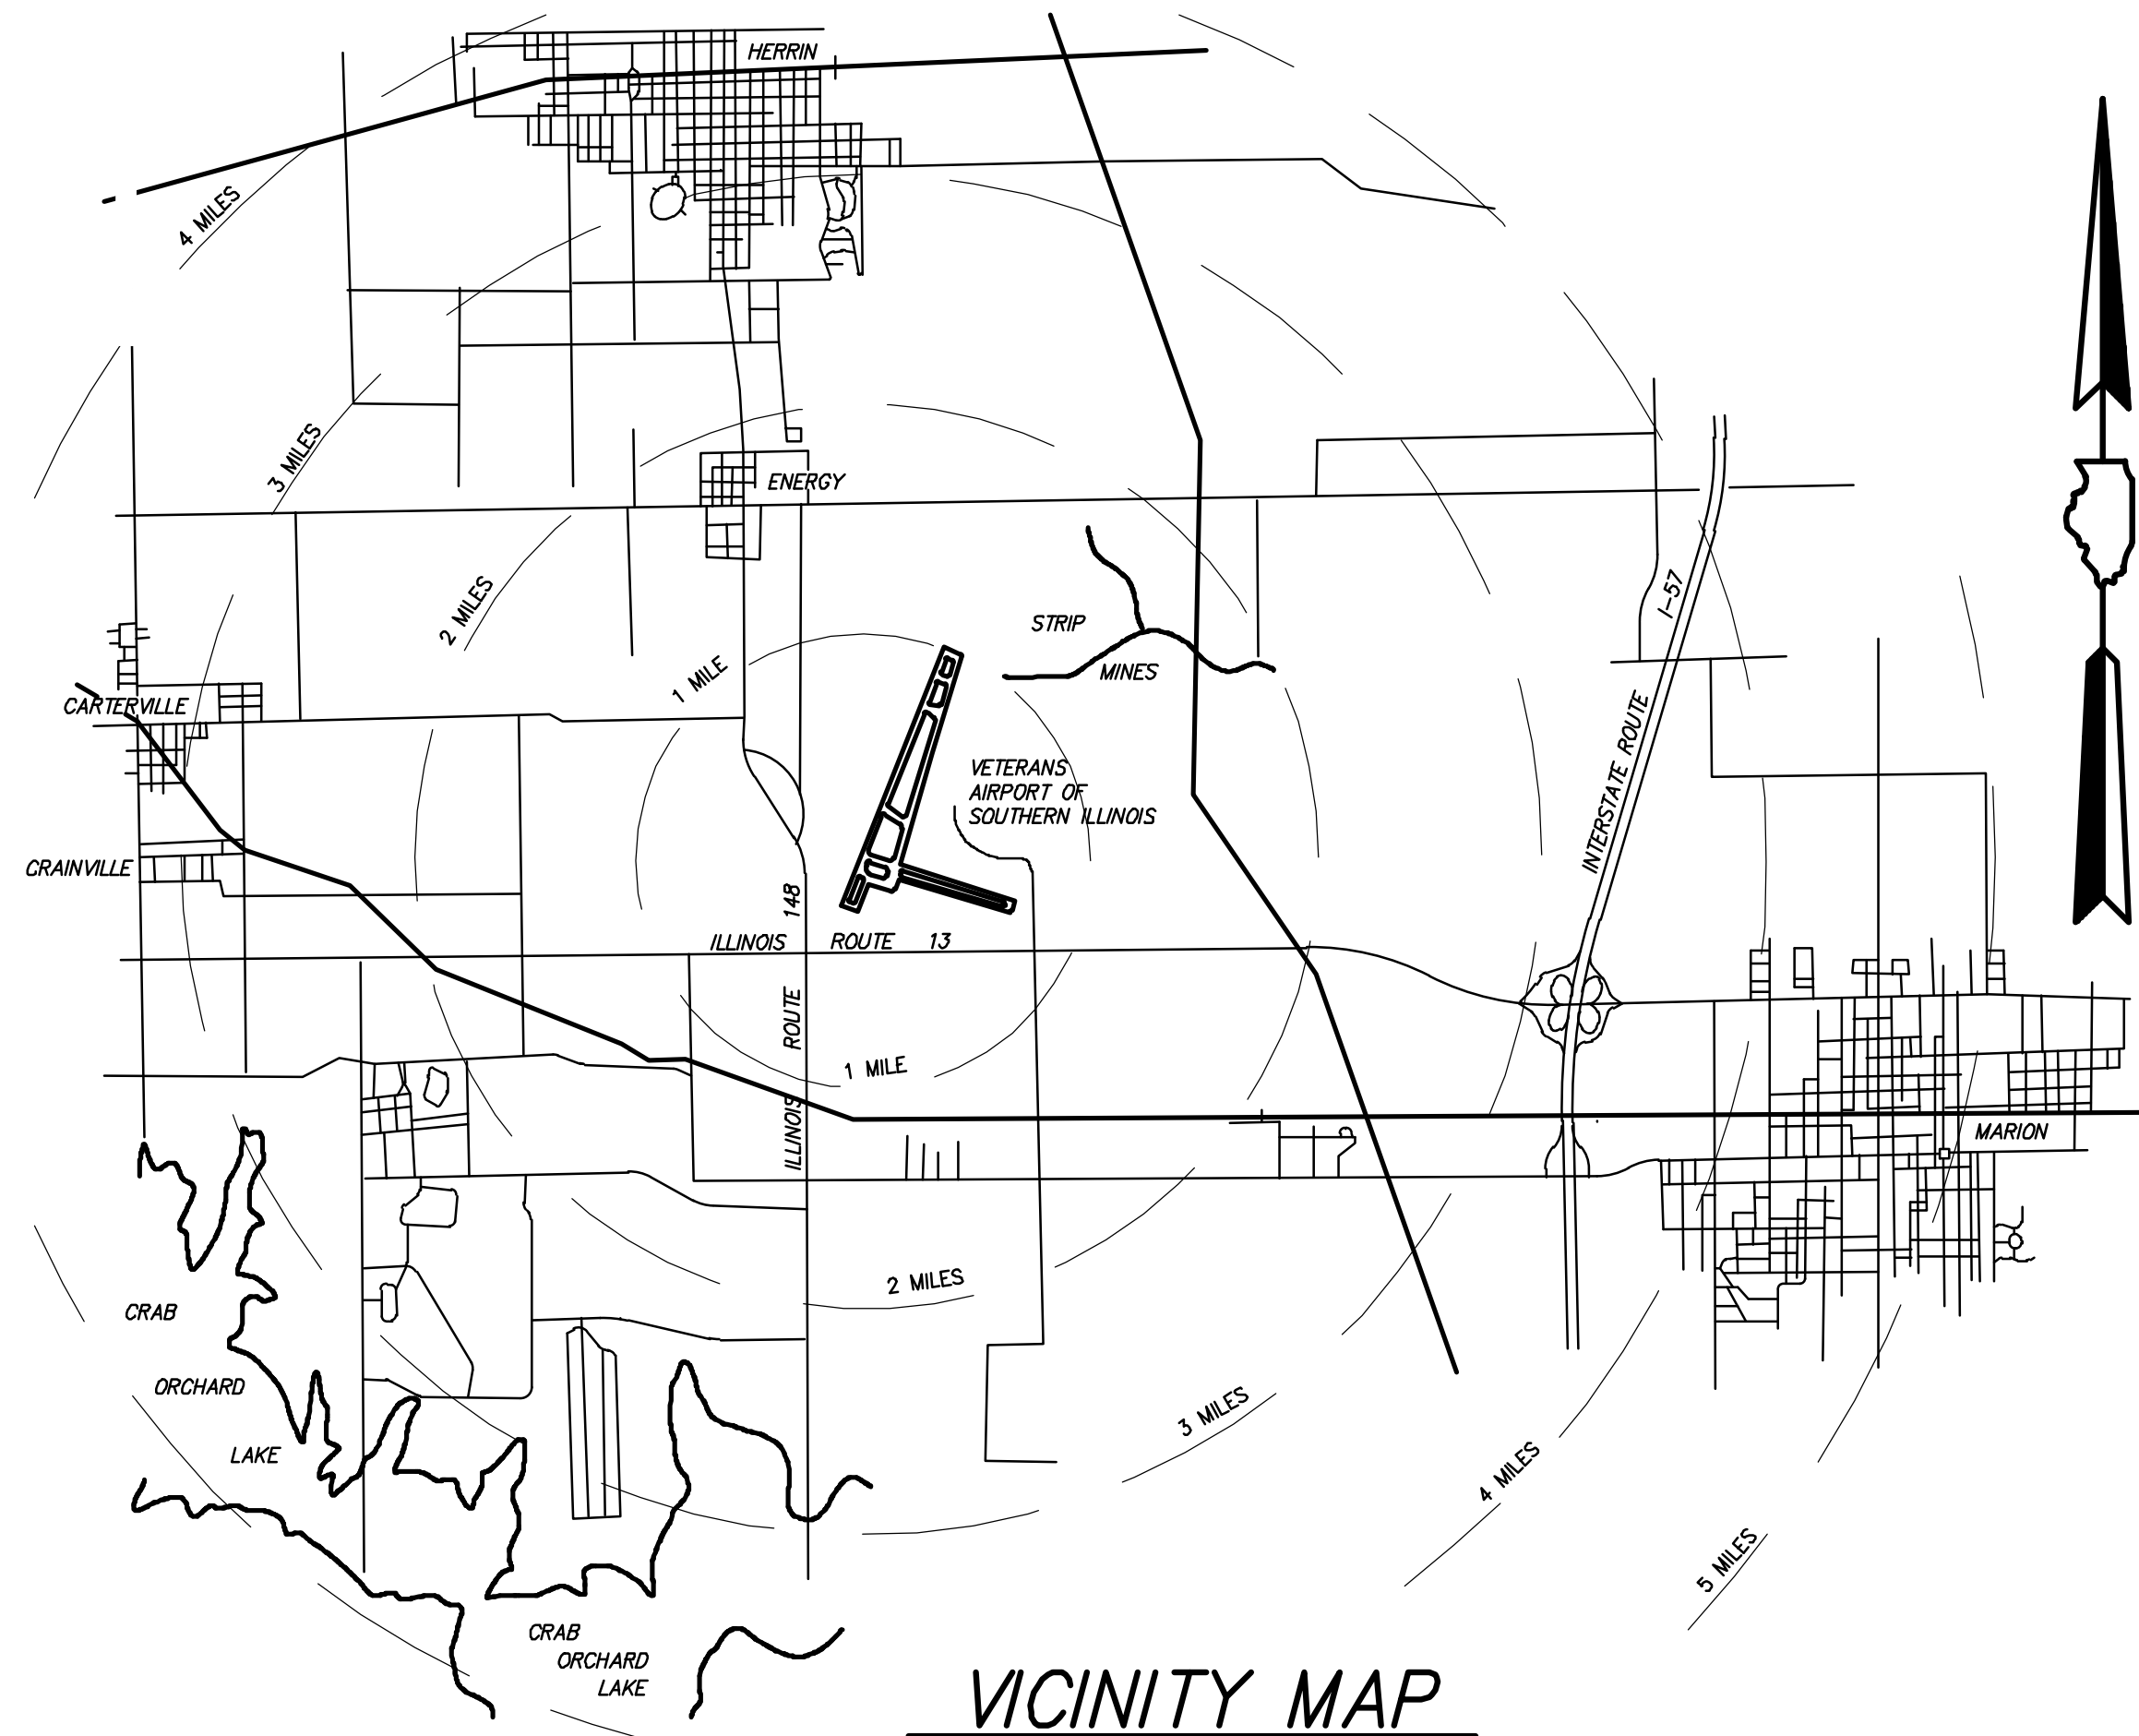 HERRIN
4 MILES
3 MILES
ENERGY
2 MILES
I-57
STRIP
MINES
1 MILE
CARTERVILLE
INTERSTATE ROUTE
VETERANS
AIRPORT OF
SOUTHERN ILLINOIS
CRAINVILLE
ILLINOIS ROUTE 148
ILLINOIS ROUTE 13
1 MILE
MARION
2 MILES
CRAB
ORCHARD
LAKE
3 MILES
4 MILES
5 MILES
CRAB
ORCHARD
LAKE
VICINITY MAP